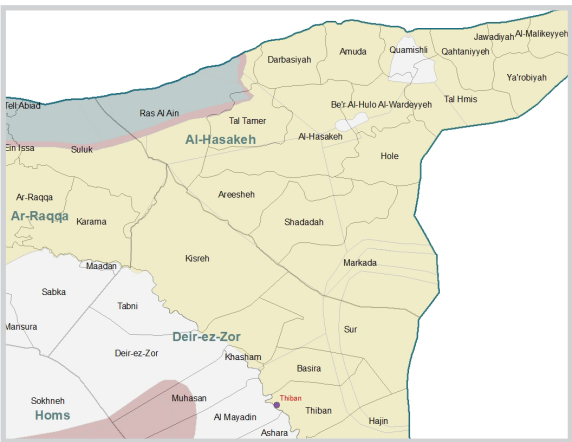 Jawadiyah
Al-Malikeyyeh
Amuda
Quamishli
Qahtaniyyeh
Darbasiyah
Ya'robiyah
Tell Abiad
Ras Al Ain
Be'r Al-Hulo Al-Wardeyyeh
Tal Hmis
Tal Tamer
Al-Hasakeh
Al-Hasakeh
Ein Issa
Suluk
Hole
Ar-Raqqa
Areesheh
Ar-Raqqa
Karama
Shadadah
Kisreh
Markada
Maadan
Sabka
Tabni
Mansura
Sur
Deir-ez-Zor
Deir-ez-Zor
Khasham
Basira
Sokhneh
Muhasan
Thiban
Homs
Al Mayadin
Thiban
Hajin
Ashara